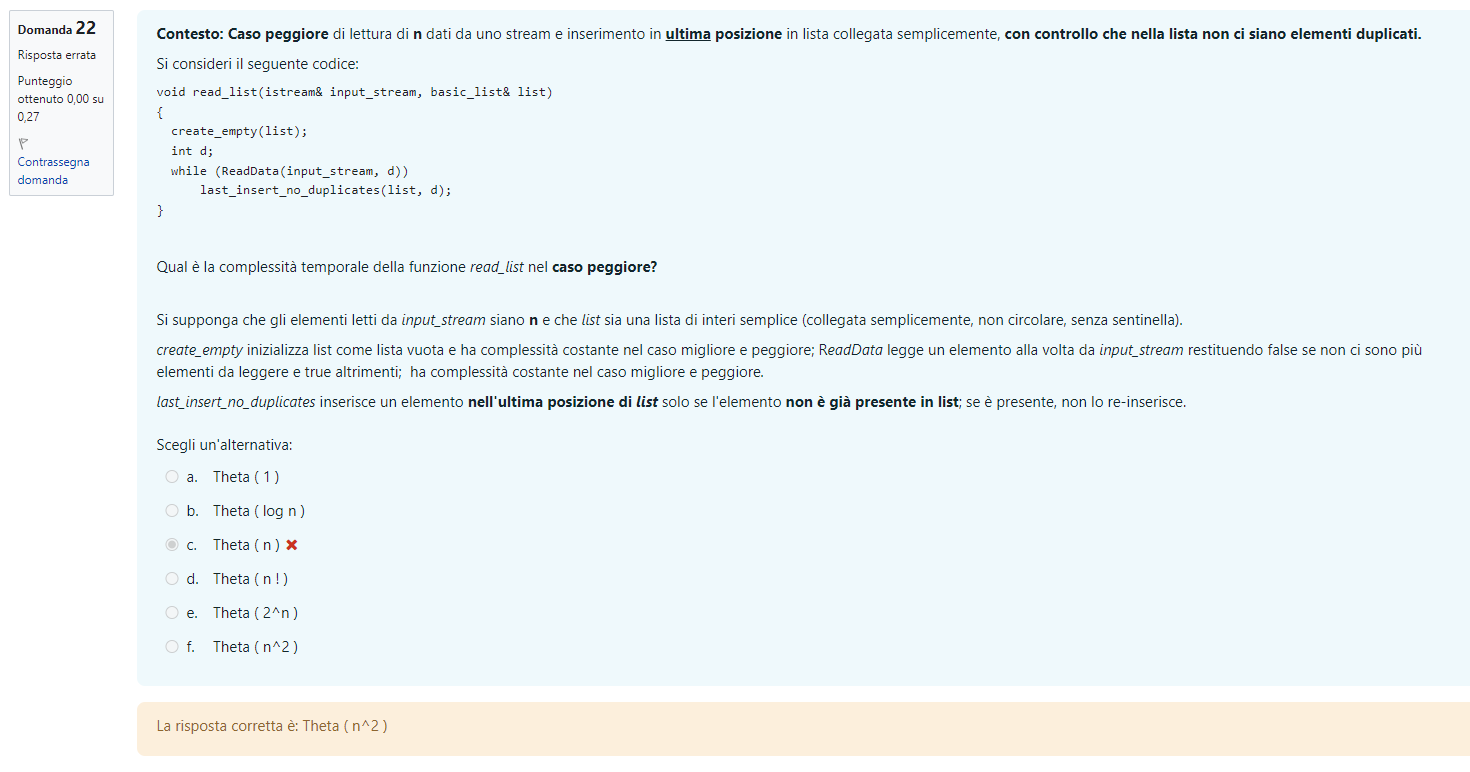 Domanda 22
Risposta errata
Punteggio
ottenuto 0,00 su
0,27
Contrassegna
domanda
Contesto: Caso peggiore di lettura di n dati da uno stream e inserimento in ultima posizione in lista collegata semplicemente, con controllo che nella lista non ci siano elementi duplicati.
Si consideri il seguente codice:
void read_list(istream& input_stream, basic_list& list)
{
create_empty(list);
int d;
while (ReadData(input_stream, d))
last_insert_no_duplicates(list, d);
}
Qual è la complessità temporale della funzione read_list nel caso peggiore?
Si supponga che gli elementi letti da input_stream siano n e che list sia una lista di interi semplice (collegata semplicemente, non circolare, senza sentinella).
create_empty inizializza list come lista vuota e ha complessità costante nel caso migliore e peggiore; ReadData legge un elemento alla volta da input_stream restituendo false se non ci sono più
elementi da leggere e true altrimenti; ha complessità costante nel caso migliore e peggiore.
last_insert_no_duplicates inserisce un elemento nell'ultima posizione di list solo se l'elemento non è già presente in list; se è presente, non lo re-inserisce.
Scegli un'alternativa:
a. Theta ( 1 )
b. Theta ( log n )
c. Theta ( n )
d. Theta ( n ! )
e. Theta ( 2^n )
f. Theta ( n^2 )
La risposta corretta è: Theta ( n^2 )